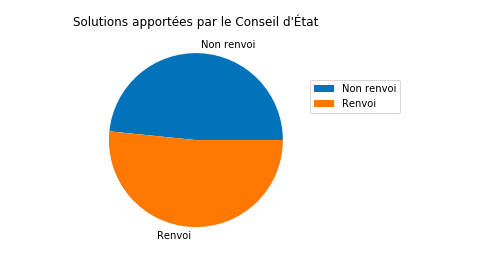 Solutions apportées par le Conseil d'État
Non renvoi
Non renvoi
Renvoi
Renvoi